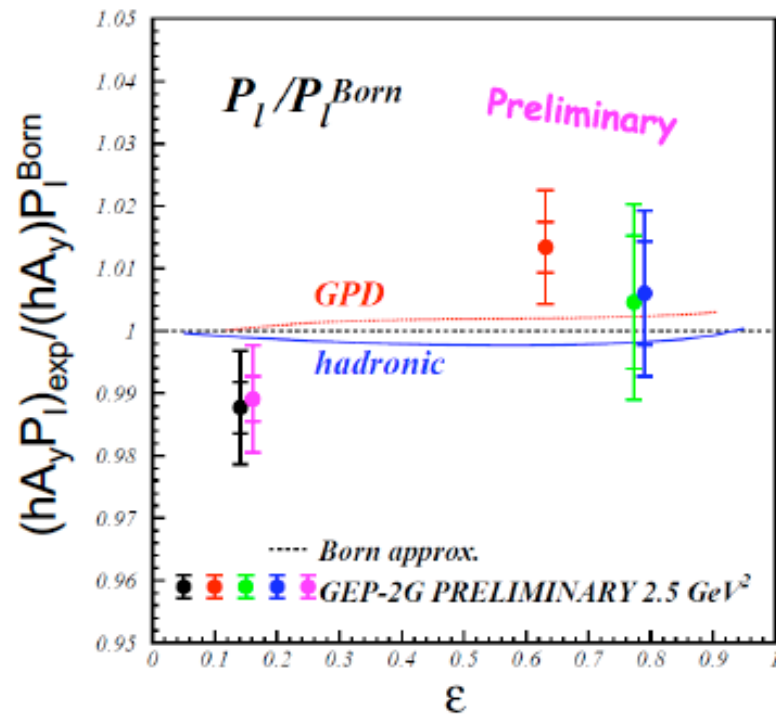 1.05
1.04
1.03
1.02
1.01
1
0.99
0.98
0.97
0.96
0.95
(hA_yP_l)_exp/(hA_y)P_l^Born
P_l/P_l^Born
Preliminary
GPD
hadronic
Born approx.
GEP-2G PRELIMINARY 2.5 GeV²
0 0.1 0.2 0.3 0.4 0.5 0.6 0.7 0.8 0.9 1
ε